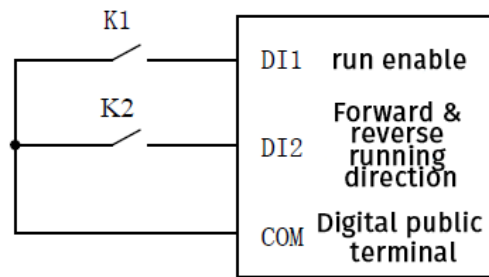 K1
DI1 run enable
K2
Forward &
reverse
DI2 running
direction
COM Digital public
terminal